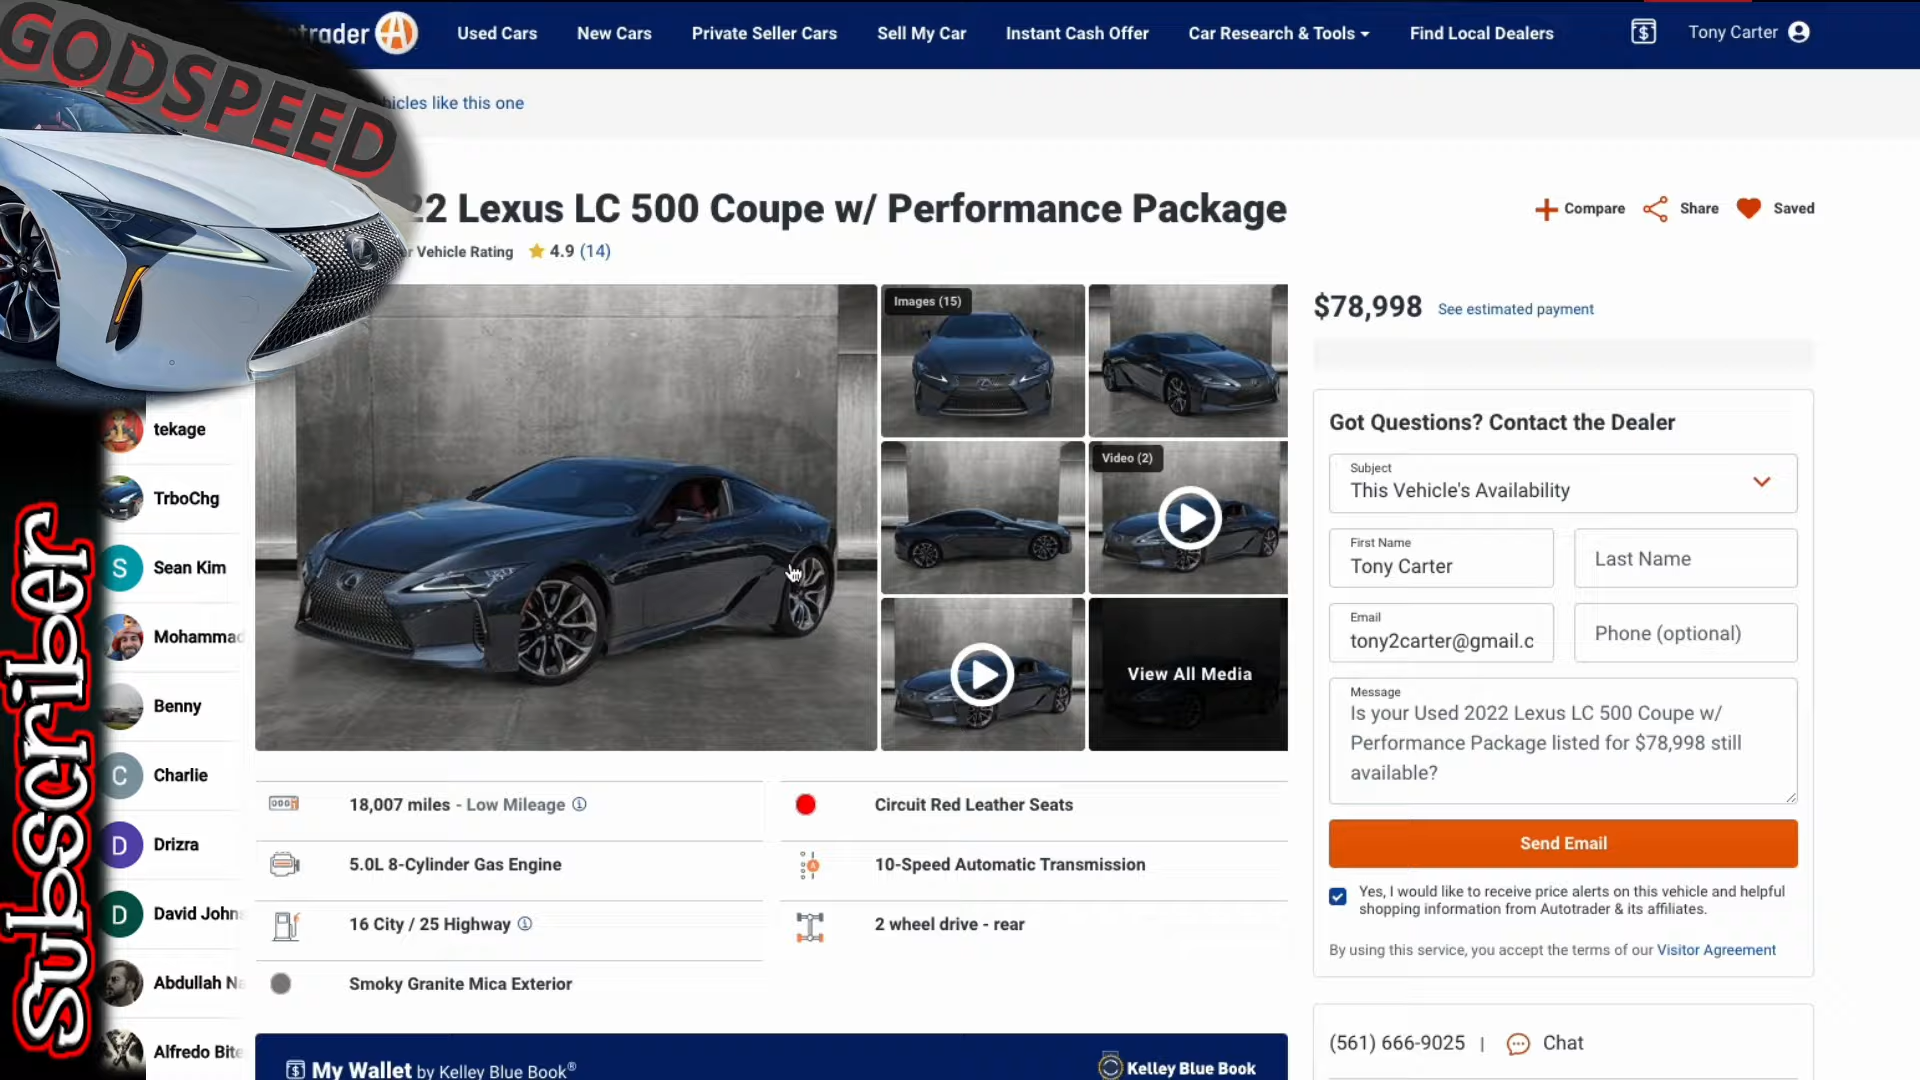 GODSPEED
trader
Used Cars
New Cars
Private Seller Cars
Sell My Car
Instant Cash Offer
Car Research & Tools
Find Local Dealers
Tony Carter
like this one
22 Lexus LC 500 Coupe w/ Performance Package
Compare
Share
Saved
Vehicle Rating
4.9 (14)
Images (15)
Video (2)
View All Media
$78,998
See estimated payment
Got Questions? Contact the Dealer
Subject
This Vehicle's Availability
First Name
Tony Carter
Last Name
Email
tony2carter@gmail.c
Phone (optional)
Message
Is your Used 2022 Lexus LC 500 Coupe w/
Performance Package listed for $78,998 still
available?
Send Email
Yes, I would like to receive price alerts on this vehicle and helpful
shopping information from Autotrader & its affiliates.
By using this service, you accept the terms of our Visitor Agreement
(561) 666-9025 | Chat
18,007 miles - Low Mileage
Circuit Red Leather Seats
5.0L 8-Cylinder Gas Engine
10-Speed Automatic Transmission
16 City / 25 Highway
2 wheel drive - rear
Smoky Granite Mica Exterior
My Wallet by Kelley Blue Book®
Kelley Blue Book
Subscriber
tekage
TrboChg
S
Sean Kim
Mohammad
Benny
C
Charlie
D
Drizra
D
David John
Abdullah Na
Alfredo Bite